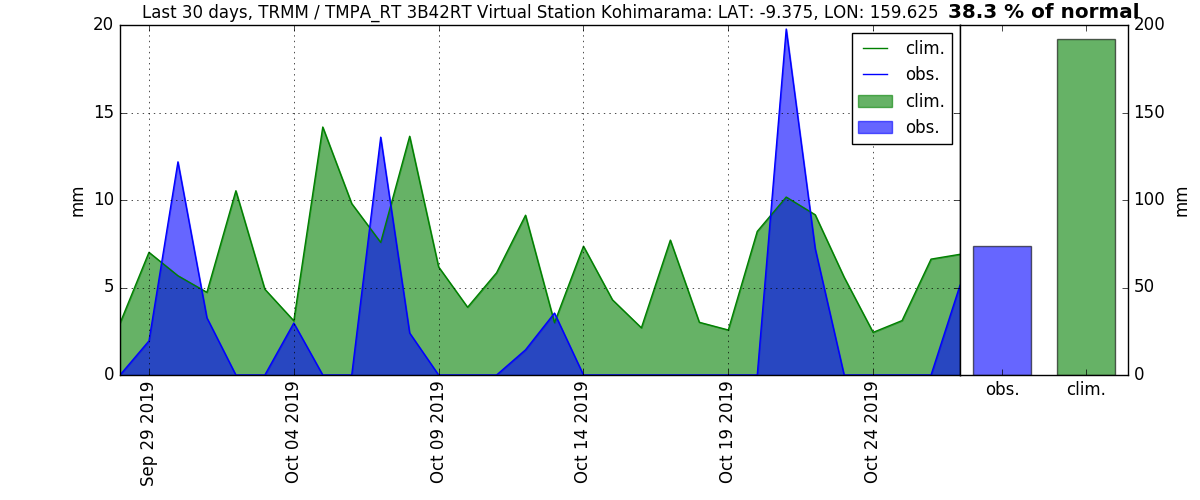 Last 30 days, TRMM / TMPA_RT 3B42RT Virtual Station Kohimarama: LAT: -9.375, LON: 159.625
38.3 % of normal
20
15
10
5
0
mm
clim.
obs.
clim.
obs.
Sep 29 2019
Oct 04 2019
Oct 09 2019
Oct 14 2019
Oct 19 2019
Oct 24 2019
200
150
100
50
0
mm
obs.
clim.